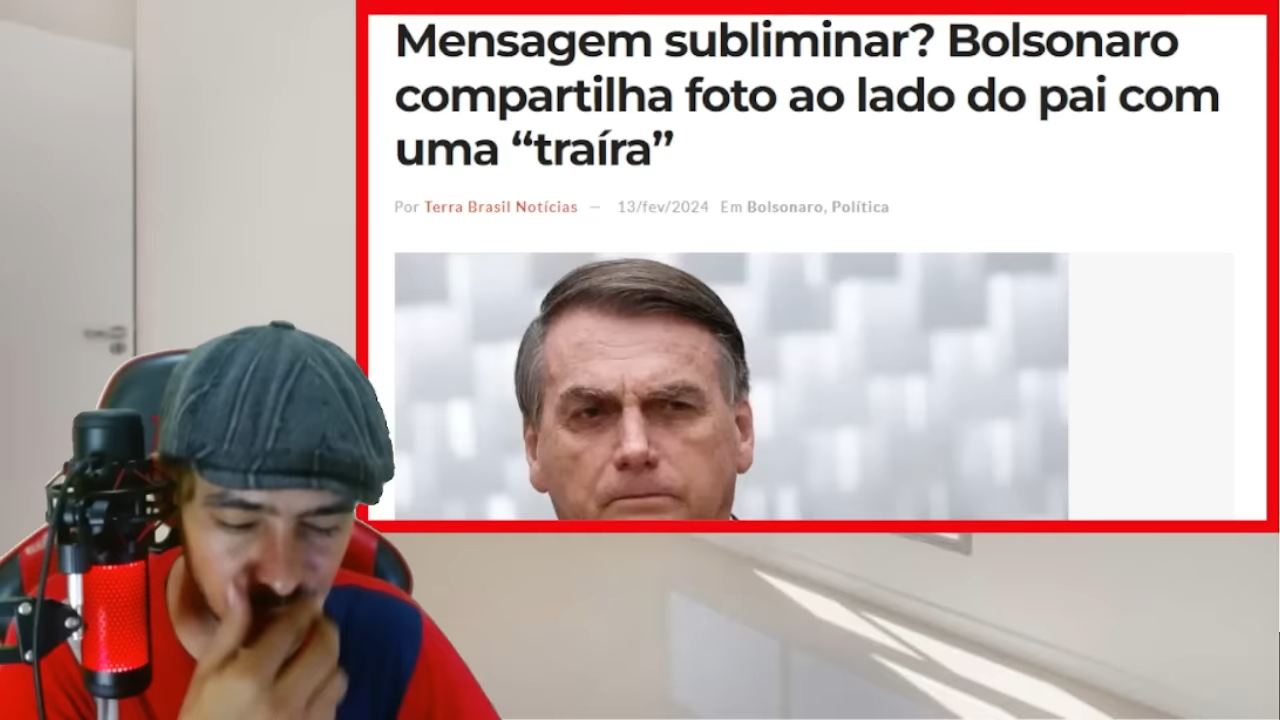 Mensagem subliminar? Bolsonaro
compartilha foto ao lado do pai com
uma “traíra”
Por Terra Brasil Notícias — 13/fev/2024 Em Bolsonaro, Política